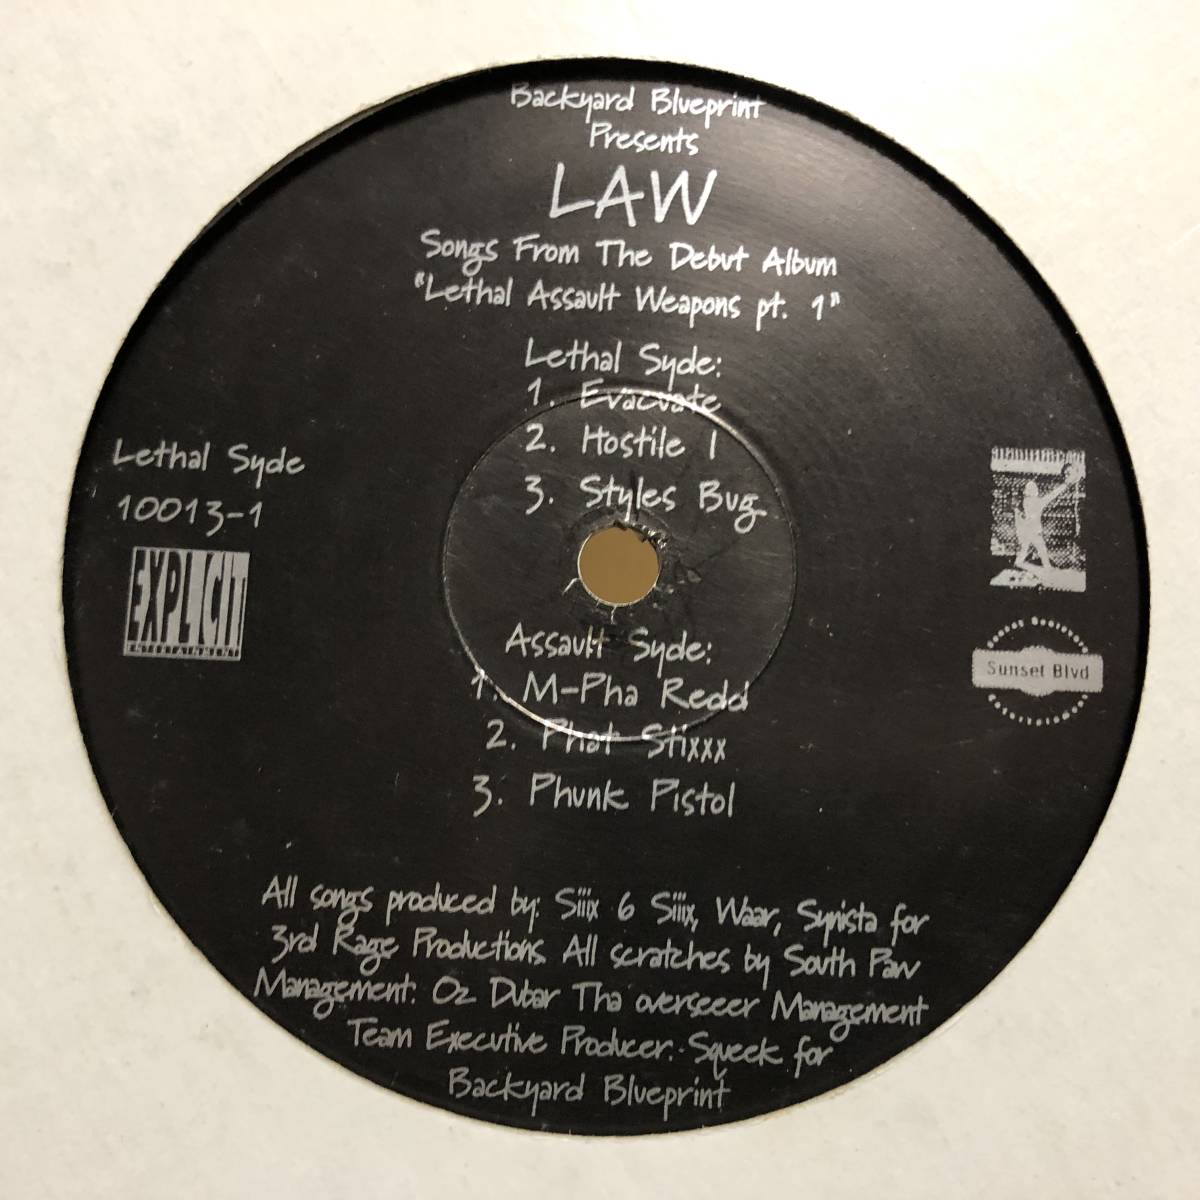 Backyard Blueprint
Presents
LAW
Songs From The Debut Album
"Lethal Assault Weapons pt. 1"
Lethal Syde:
1. Evacuate
2. Hostile 1
3. Styles Bug
Lethal Syde
10013-1
EXPLICIT
ENTERTAINMENT
Sunset Blvd
Assault Syde:
1. M-Pha Redd
2. Phat Stixxx
3. Phunk Pistol
All songs produced by: Siiix 6 Siiix, Waar, Synista for
3rd Rage Productions All scratches by South Paw
Management: Oz Dubar Tha overseeer Management
Team Executive Producer: Squeek for
Backyard Blueprint